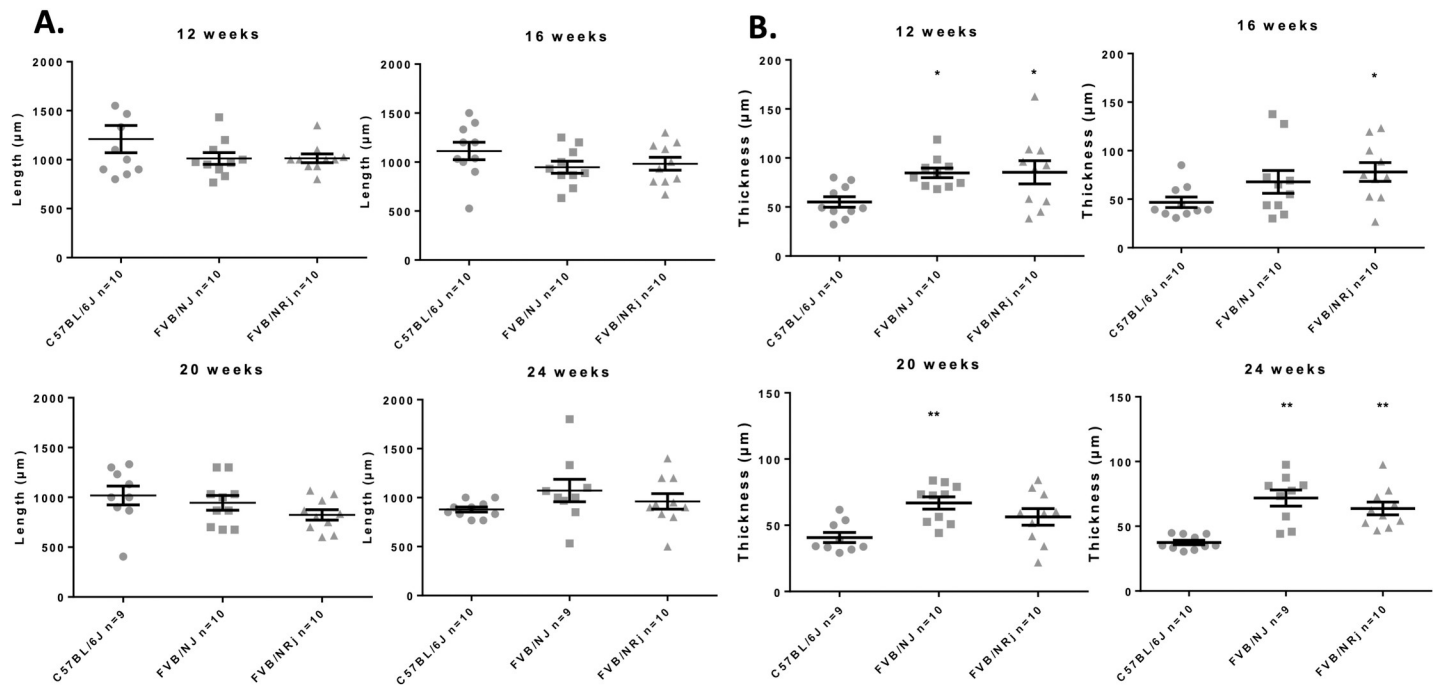 A.
12 weeks
Length (µm)
2000
1500
1000
500
0
C57BL/6J n=10
FVB/NJ n=10
FVB/NRj n=10
16 weeks
Length (µm)
2000
1500
1000
500
0
C57BL/6J n=10
FVB/NJ n=10
FVB/NRj n=10
20 weeks
Length (µm)
2000
1500
1000
500
0
C57BL/6J n=9
FVB/NJ n=10
FVB/NRj n=10
24 weeks
Length (µm)
2000
1500
1000
500
0
C57BL/6J n=10
FVB/NJ n=9
FVB/NRj n=10
B.
12 weeks
Thickness (µm)
200
150
100
50
0
* *
C57BL/6J n=10
FVB/NJ n=10
FVB/NRj n=10
16 weeks
Thickness (µm)
200
150
100
50
0
*
C57BL/6J n=10
FVB/NJ n=10
FVB/NRj n=10
20 weeks
Thickness (µm)
150
100
50
0
**
C57BL/6J n=9
FVB/NJ n=10
FVB/NRj n=10
24 weeks
Thickness (µm)
150
100
50
0
** **
C57BL/6J n=10
FVB/NJ n=9
FVB/NRj n=10